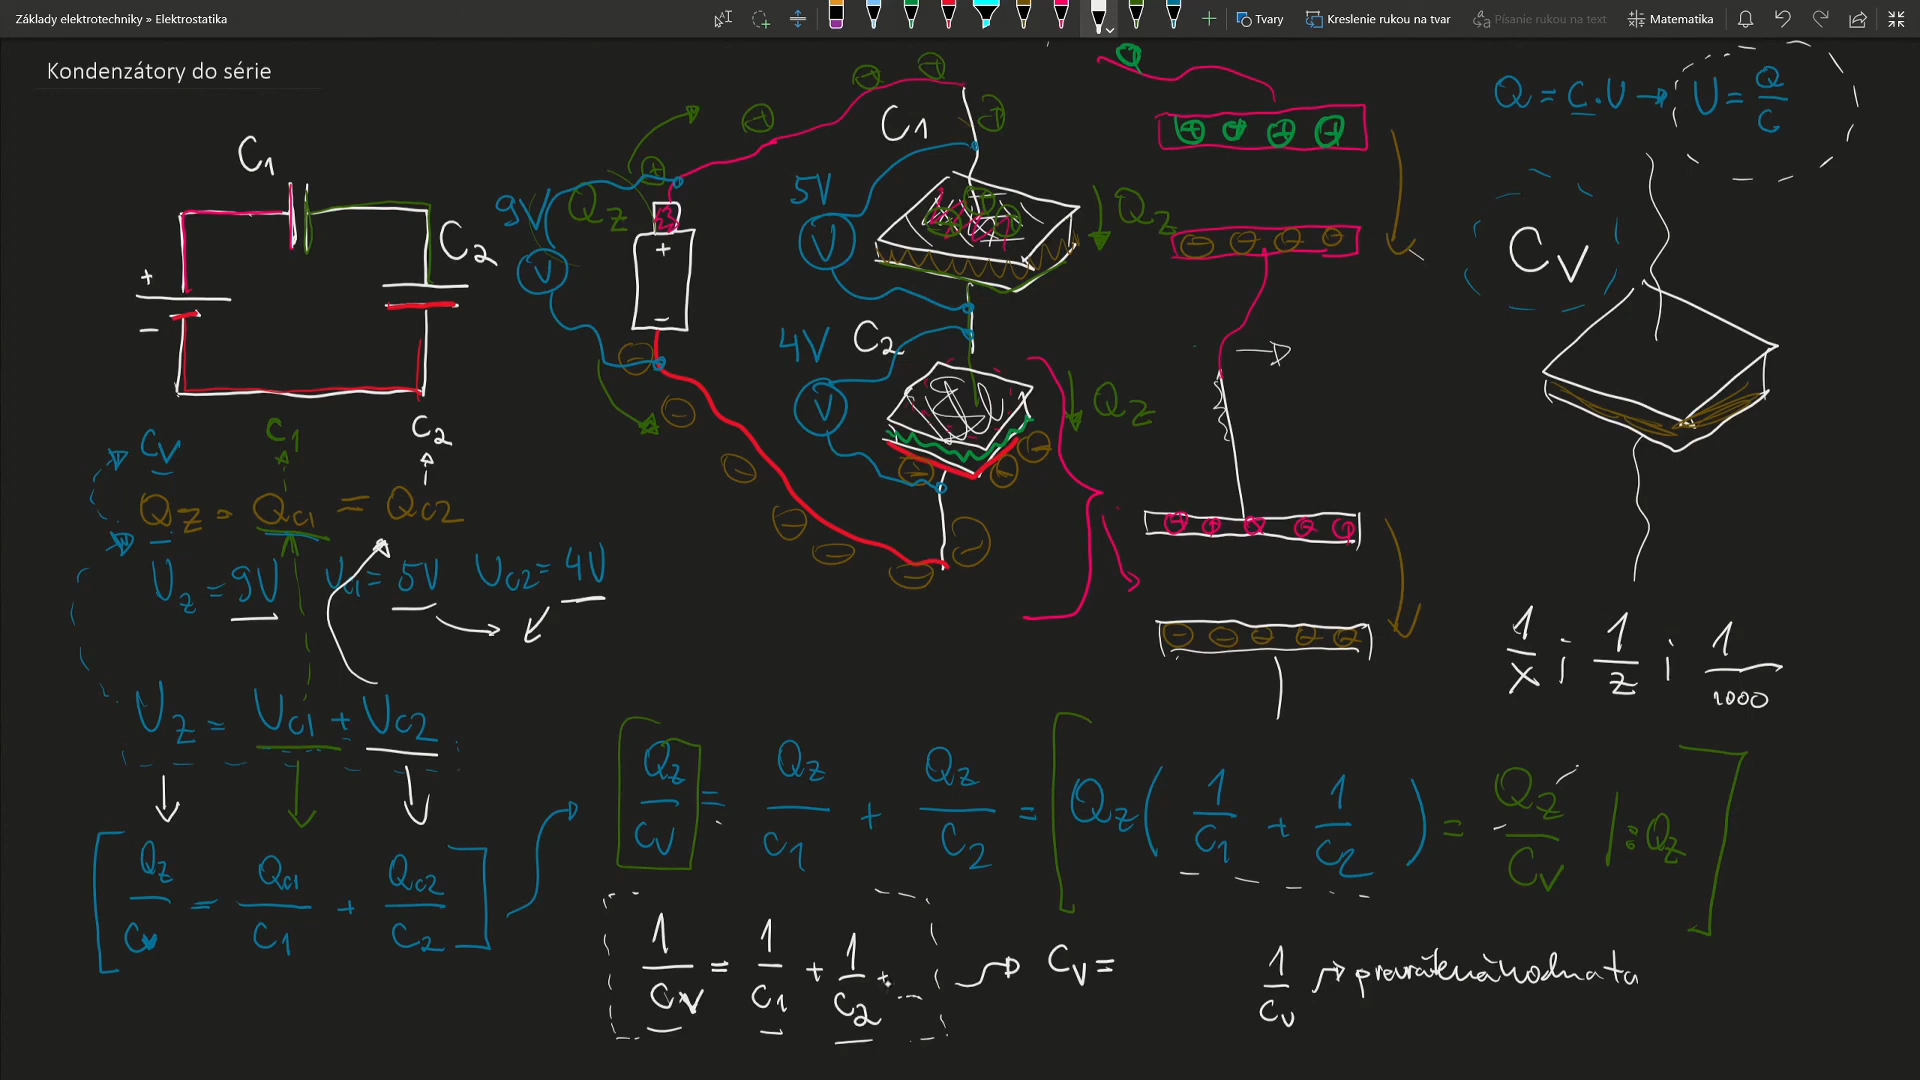 Základy elektrotechniky » Elektrostatika
Tvary
Kreslenie rukou na tvar
Písanie rukou na text
Matematika
Kondenzátory do série
C1
C2
+
−
9V
V
Qz
+
−
5V
V
C1
Qz
4V
V
C2
Qz
Q = C.U → U = Q/C
Cv
Cv
C1
C2
Qz = Qc1 = Qc2
Uz = 9V Uc1 = 5V Uc2 = 4V
Uz = Uc1 + Uc2
1/x i 1/z i 1/1000
Qz/Cv = Qc1/C1 + Qc2/C2
Qz/Cv = Qz/C1 + Qz/C2 = Qz(1/C1 + 1/C2) = Qz/Cv |:Qz
1/Cv = 1/C1 + 1/C2 + ...
Cv =
1/Cv → prevrátená hodnota